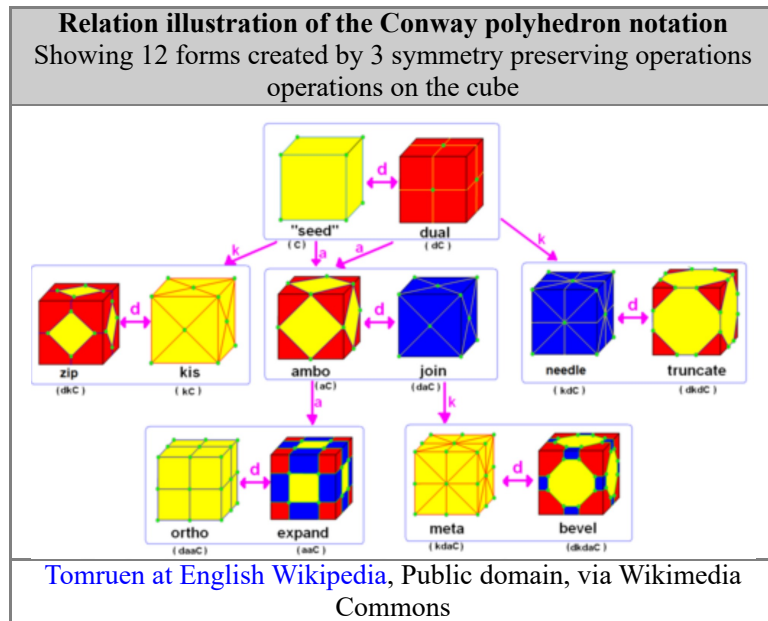 Relation illustration of the Conway polyhedron notation
Showing 12 forms created by 3 symmetry preserving operations
operations on the cube
d
"seed"
dual
( C )
( dC )
k
a
a
k
d
d
d
zip
kis
ambo
join
needle
truncate
(dkC )
( kC )
(aC)
(daC)
( kdC )
( dkdC )
a
k
d
d
ortho
expand
meta
bevel
( daaC )
( aaC )
( kdaC )
( dkdaC )
Tomruen at English Wikipedia, Public domain, via Wikimedia
Commons